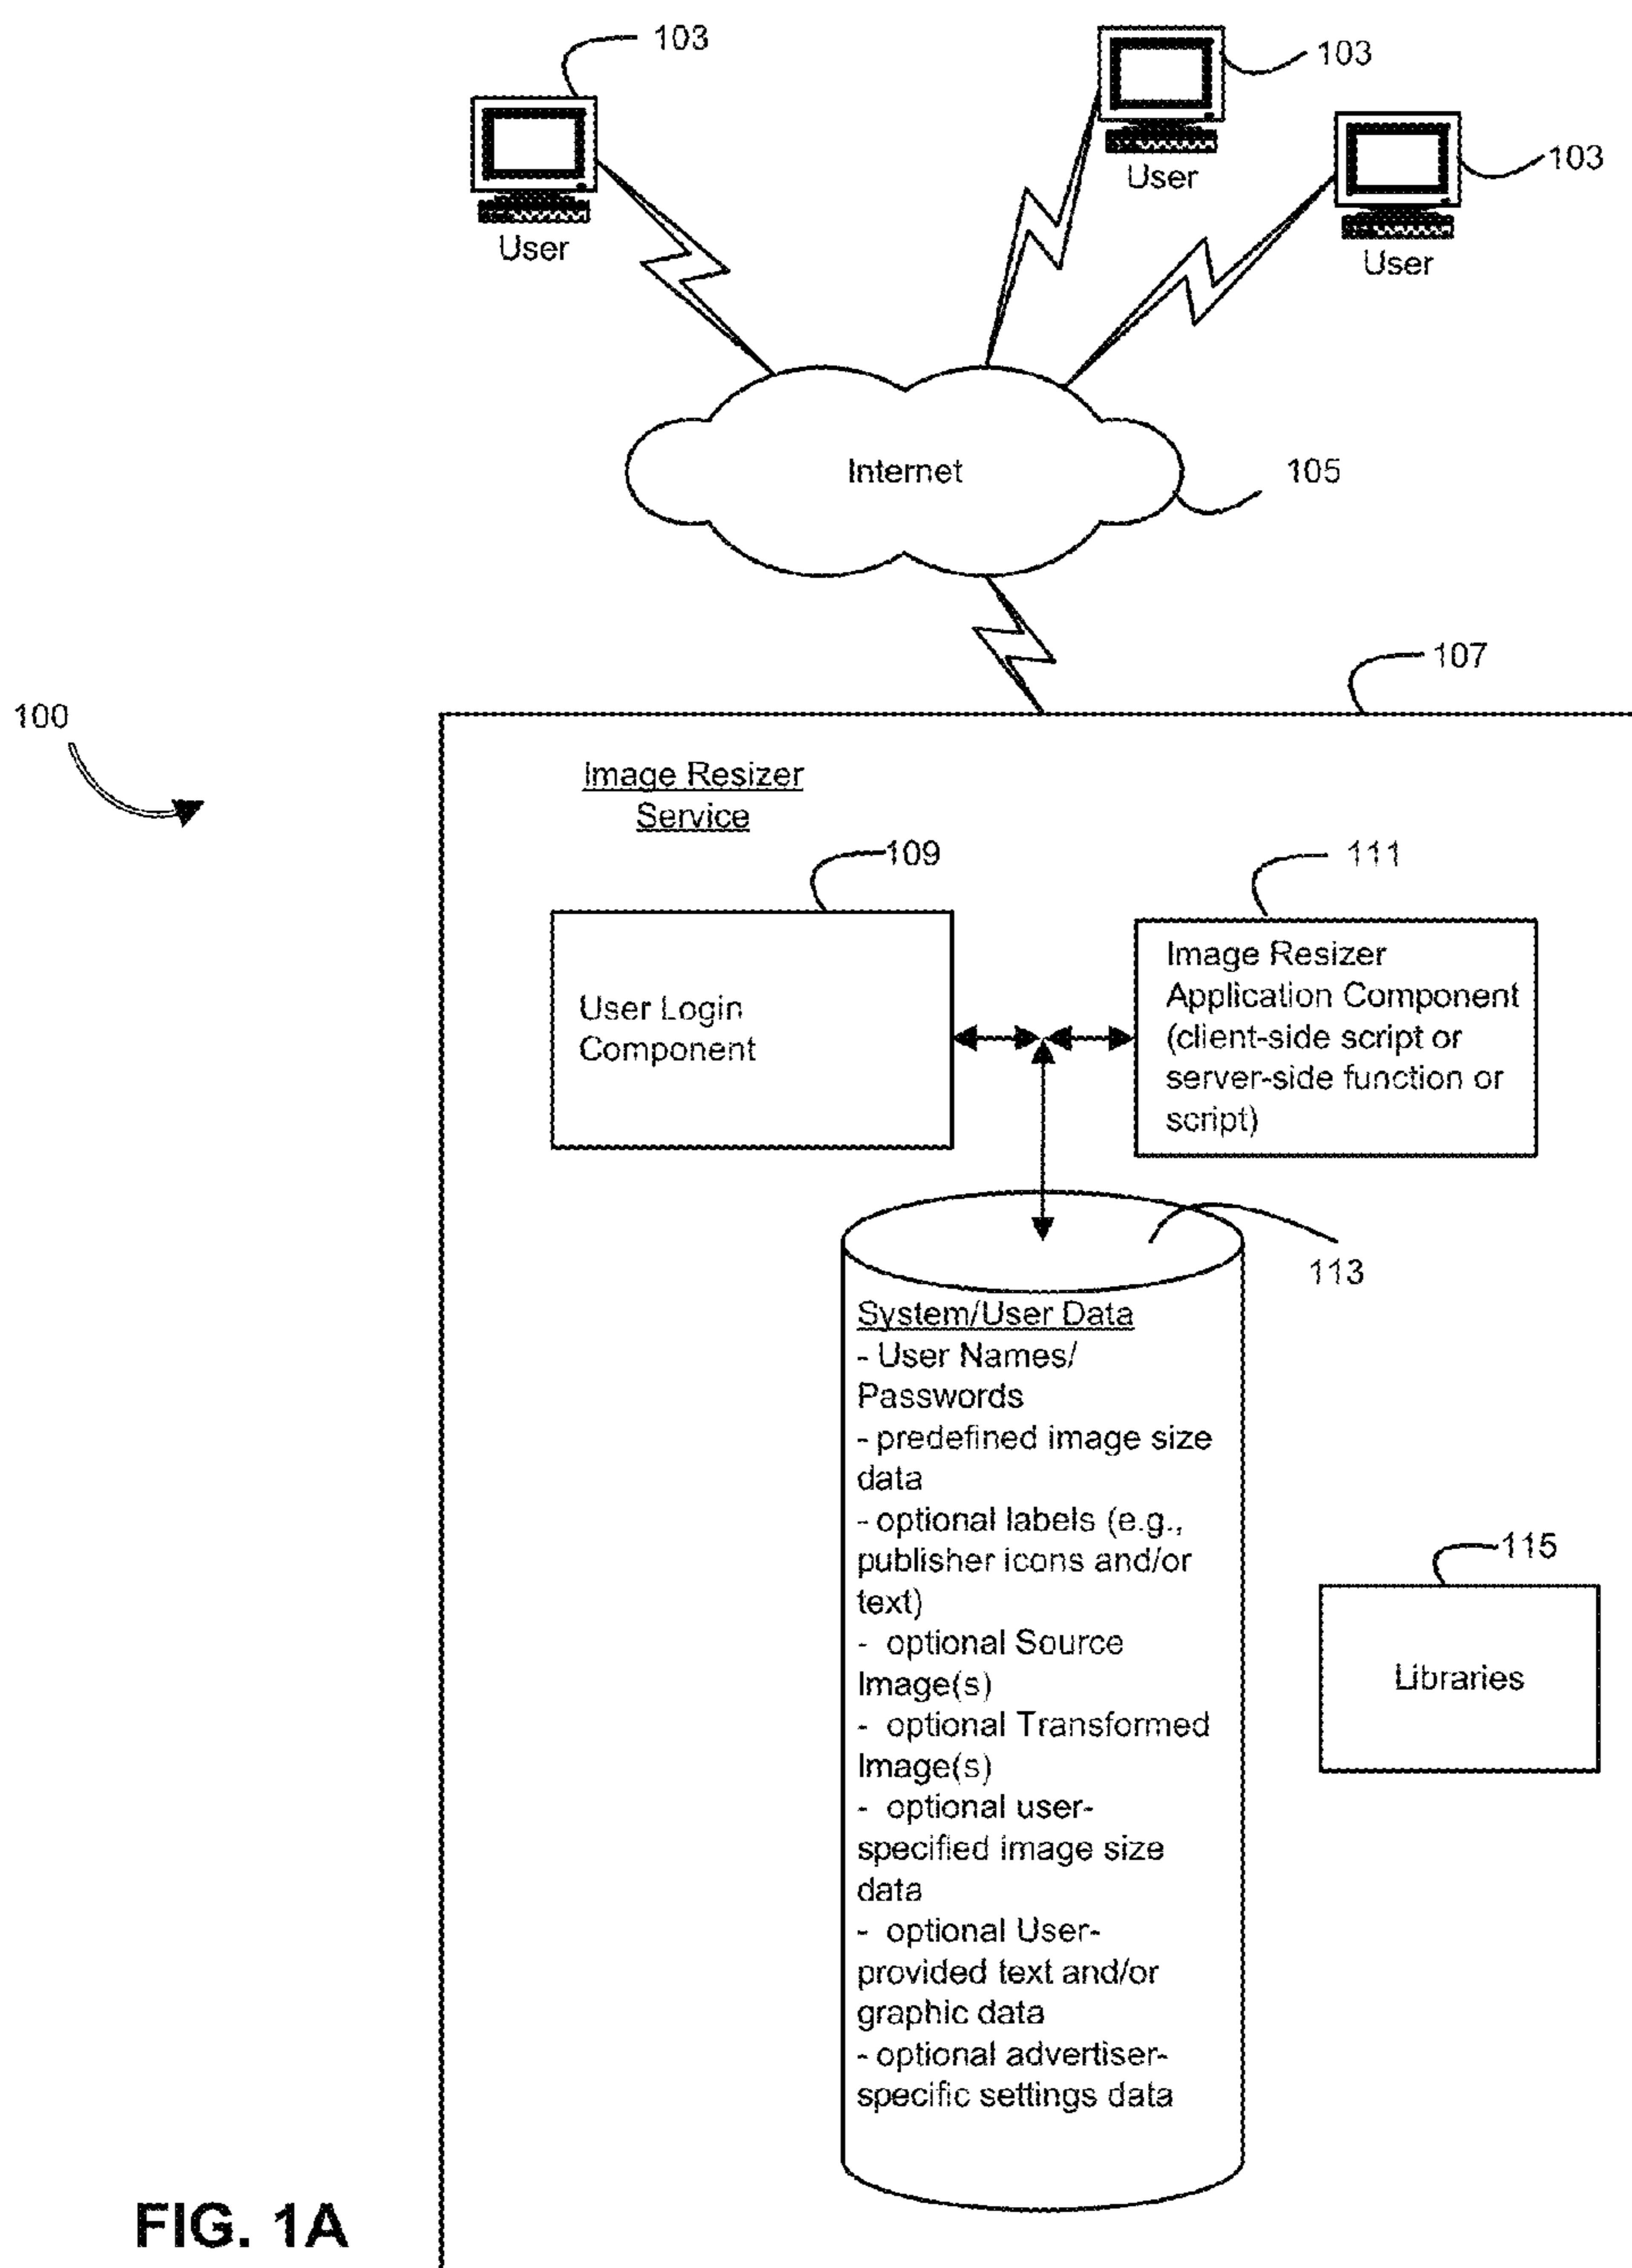 103
103
103
User
User
User
Internet
105
107
100
Image Resizer
Service
109
111
User Login
Component
Image Resizer
Application Component
(client-side script or
server-side function or
script)
113
System/User Data
- User Names/
Passwords
- predefined image size
data
- optional labels (e.g.,
publisher icons and/or
text)
- optional Source
Image(s)
- optional Transformed
Image(s)
- optional user-
specified image size
data
- optional User-
provided text and/or
graphic data
- optional advertiser-
specific settings data
115
Libraries
FIG. 1A